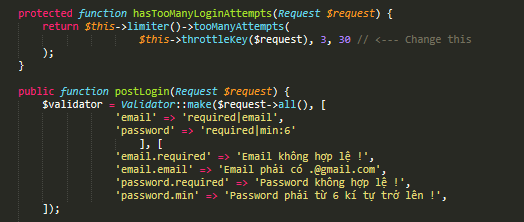 protected function hasTooManyLoginAttempts(Request $request) {
return $this->limiter()->tooManyAttempts(
$this->throttleKey($request), 3, 30 // <--- Change this
);
}
public function postLogin(Request $request) {
$validator = Validator::make($request->all(), [
'email' => 'required|email',
'password' => 'required|min:6'
], [
'email.required' => 'Email không hợp lệ !',
'email.email' => 'Email phải có .@gmail.com',
'password.required' => 'Password không hợp lệ !',
'password.min' => 'Password phải từ 6 kí tự trở lên !',
]);